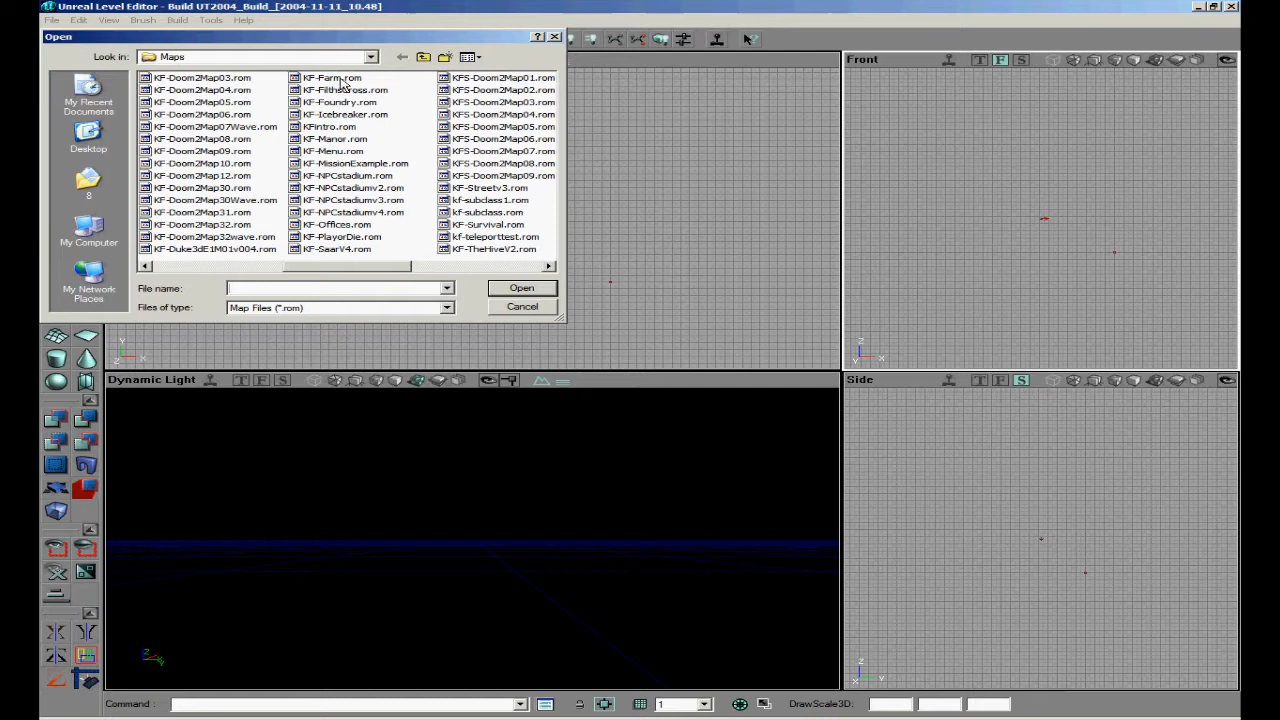 Unreal Level Editor - Build UT2004_Build_[2004-11-11_10.48]
File Edit View Brush Build Tools Help
Open
Look in: Maps
My Recent Documents
Desktop
8
My Computer
My Network Places
KF-Doom2Map03.rom
KF-Doom2Map04.rom
KF-Doom2Map05.rom
KF-Doom2Map06.rom
KF-Doom2Map07Wave.rom
KF-Doom2Map08.rom
KF-Doom2Map09.rom
KF-Doom2Map10.rom
KF-Doom2Map12.rom
KF-Doom2Map30.rom
KF-Doom2Map30Wave.rom
KF-Doom2Map31.rom
KF-Doom2Map32.rom
KF-Doom2Map32wave.rom
KF-Duke3dE1M01v004.rom
KF-Farm.rom
KF-Filthscross.rom
KF-Foundry.rom
KF-Icebreaker.rom
KFintro.rom
KF-Manor.rom
KF-Menu.rom
KF-MissionExample.rom
KF-NPCstadium.rom
KF-NPCstadiumv2.rom
KF-NPCstadiumv4.rom
KF-Offices.rom
KF-PlayorDie.rom
KF-SaarV4.rom
KFS-Doom2Map01.rom
KFS-Doom2Map02.rom
KFS-Doom2Map03.rom
KFS-Doom2Map04.rom
KFS-Doom2Map05.rom
KFS-Doom2Map06.rom
KFS-Doom2Map07.rom
KFS-Doom2Map08.rom
KFS-Doom2Map09.rom
KF-Streetv3.rom
kf-subclass1.rom
kf-subclass.rom
KF-Survival.rom
kf-teleporttest.rom
KF-TheHiveV2.rom
File name: Open
Files of type: Map Files (*.rom) Cancel
Front T F S
Y
Z X
Z
Y X
Dynamic Light T F S
Side T F S
Z
Y
Z
X Y
Command : 1 DrawScale3D: